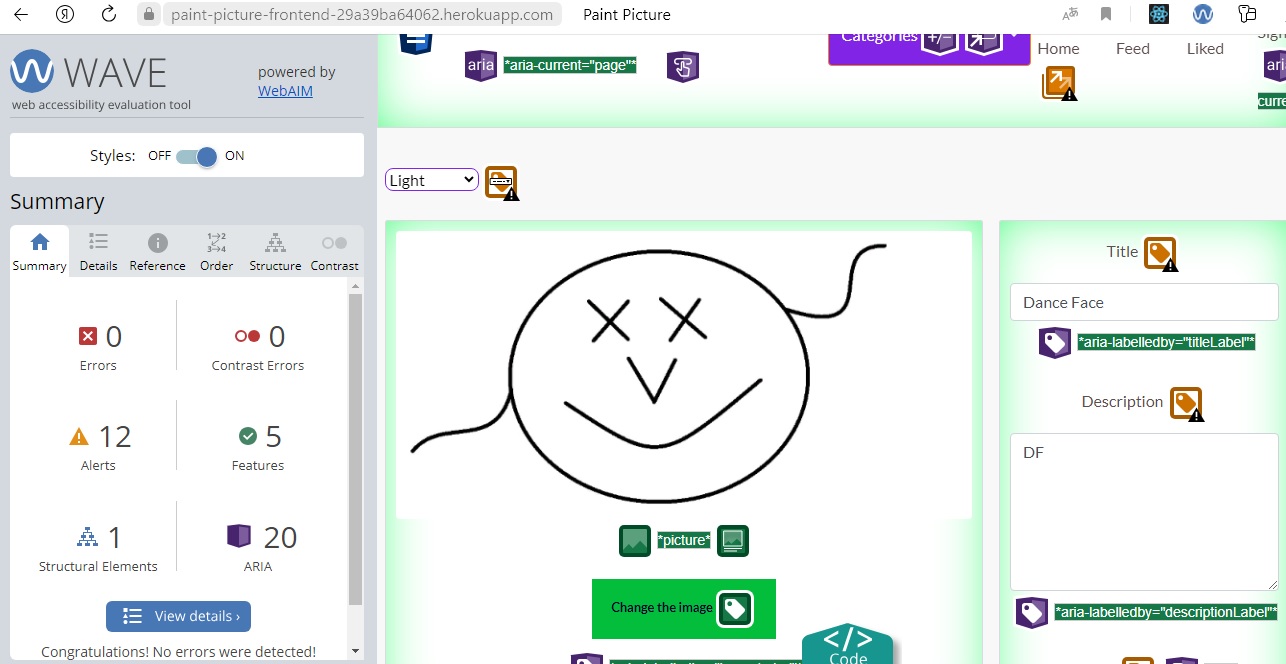 paint-picture-frontend-29a39ba64062.herokuapp.com Paint Picture
WAVE
web accessibility evaluation tool
powered by
WebAIM
Styles: OFF ON
Summary
Summary Details Reference Order Structure Contrast
0
Errors
0
Contrast Errors
12
Alerts
5
Features
1
Structural Elements
20
ARIA
View details ›
Congratulations! No errors were detected!
aria *aria-current="page"*
Categories +/-
Home Feed Liked
Light
*picture*
Change the image
</> Code
Title
Dance Face
*aria-labelledby="titleLabel"*
Description
DF
*aria-labelledby="descriptionLabel"*